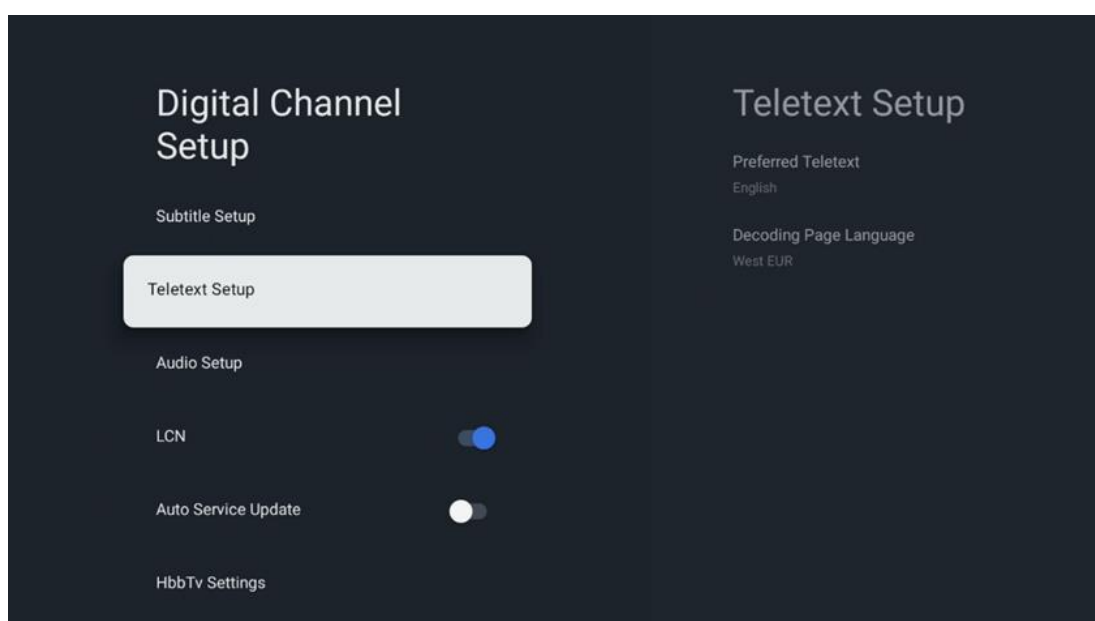 Digital Channel
Setup
Subtitle Setup
Teletext Setup
Audio Setup
LCN
Auto Service Update
HbbTv Settings
Teletext Setup
Preferred Teletext
English
Decoding Page Language
West EUR